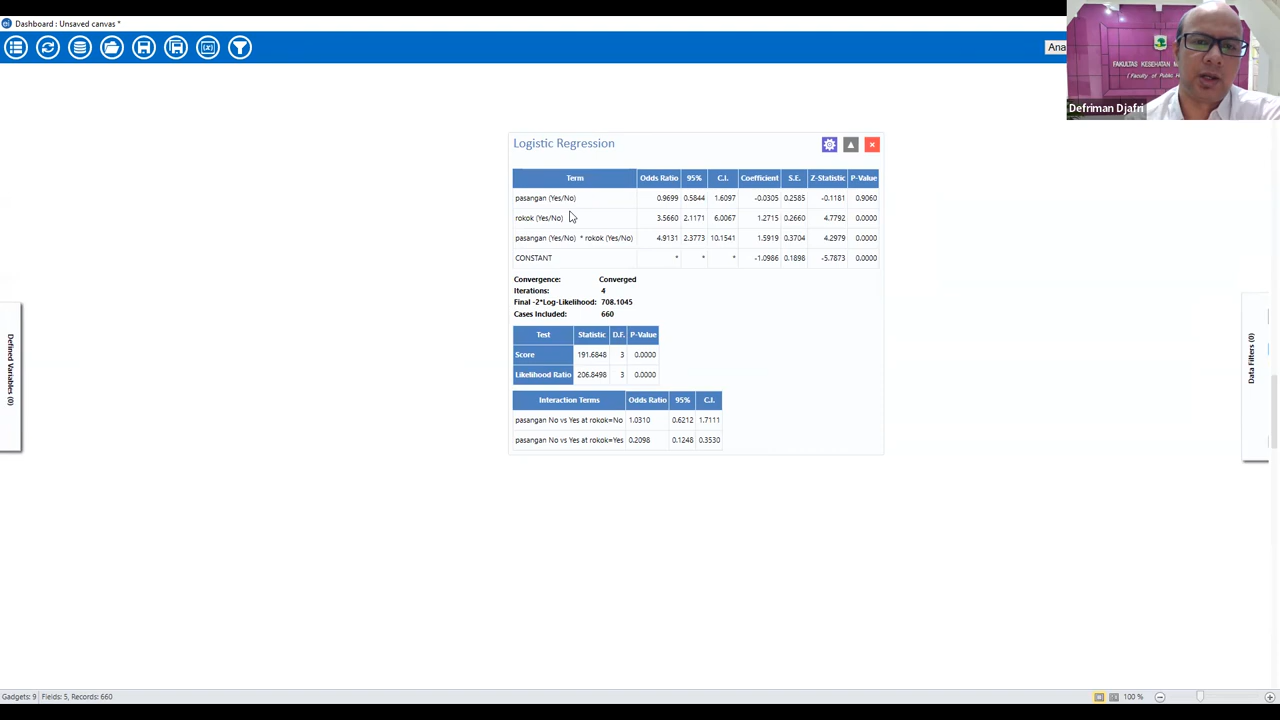 Dashboard : Unsaved canvas *
Ana
FAKULTAS KESEHATAN M
( Faculty of Public H
Defriman Djafri
Logistic Regression
Term Odds Ratio 95% C.I. Coefficient S.E. Z-Statistic P-Value
pasangan (Yes/No) 0.9699 0.5844 1.6097 -0.0305 0.2585 -0.1181 0.9060
rokok (Yes/No) 3.5660 2.1171 6.0067 1.2715 0.2660 4.7792 0.0000
pasangan (Yes/No) * rokok (Yes/No) 4.9131 2.3773 10.1541 1.5919 0.3704 4.2979 0.0000
CONSTANT * * * -1.0986 0.1898 -5.7873 0.0000
Convergence: Converged
Iterations: 4
Final -2*Log-Likelihood: 708.1045
Cases Included: 660
Test Statistic D.F. P-Value
Score 191.6848 3 0.0000
Likelihood Ratio 206.8498 3 0.0000
Interaction Terms Odds Ratio 95% C.I.
pasangan No vs Yes at rokok=No 1.0310 0.6212 1.7111
pasangan No vs Yes at rokok=Yes 0.2098 0.1248 0.3530
Defined Variables (0)
Data Filters (0)
Gadgets: 9 Fields: 5, Records: 660
100 %